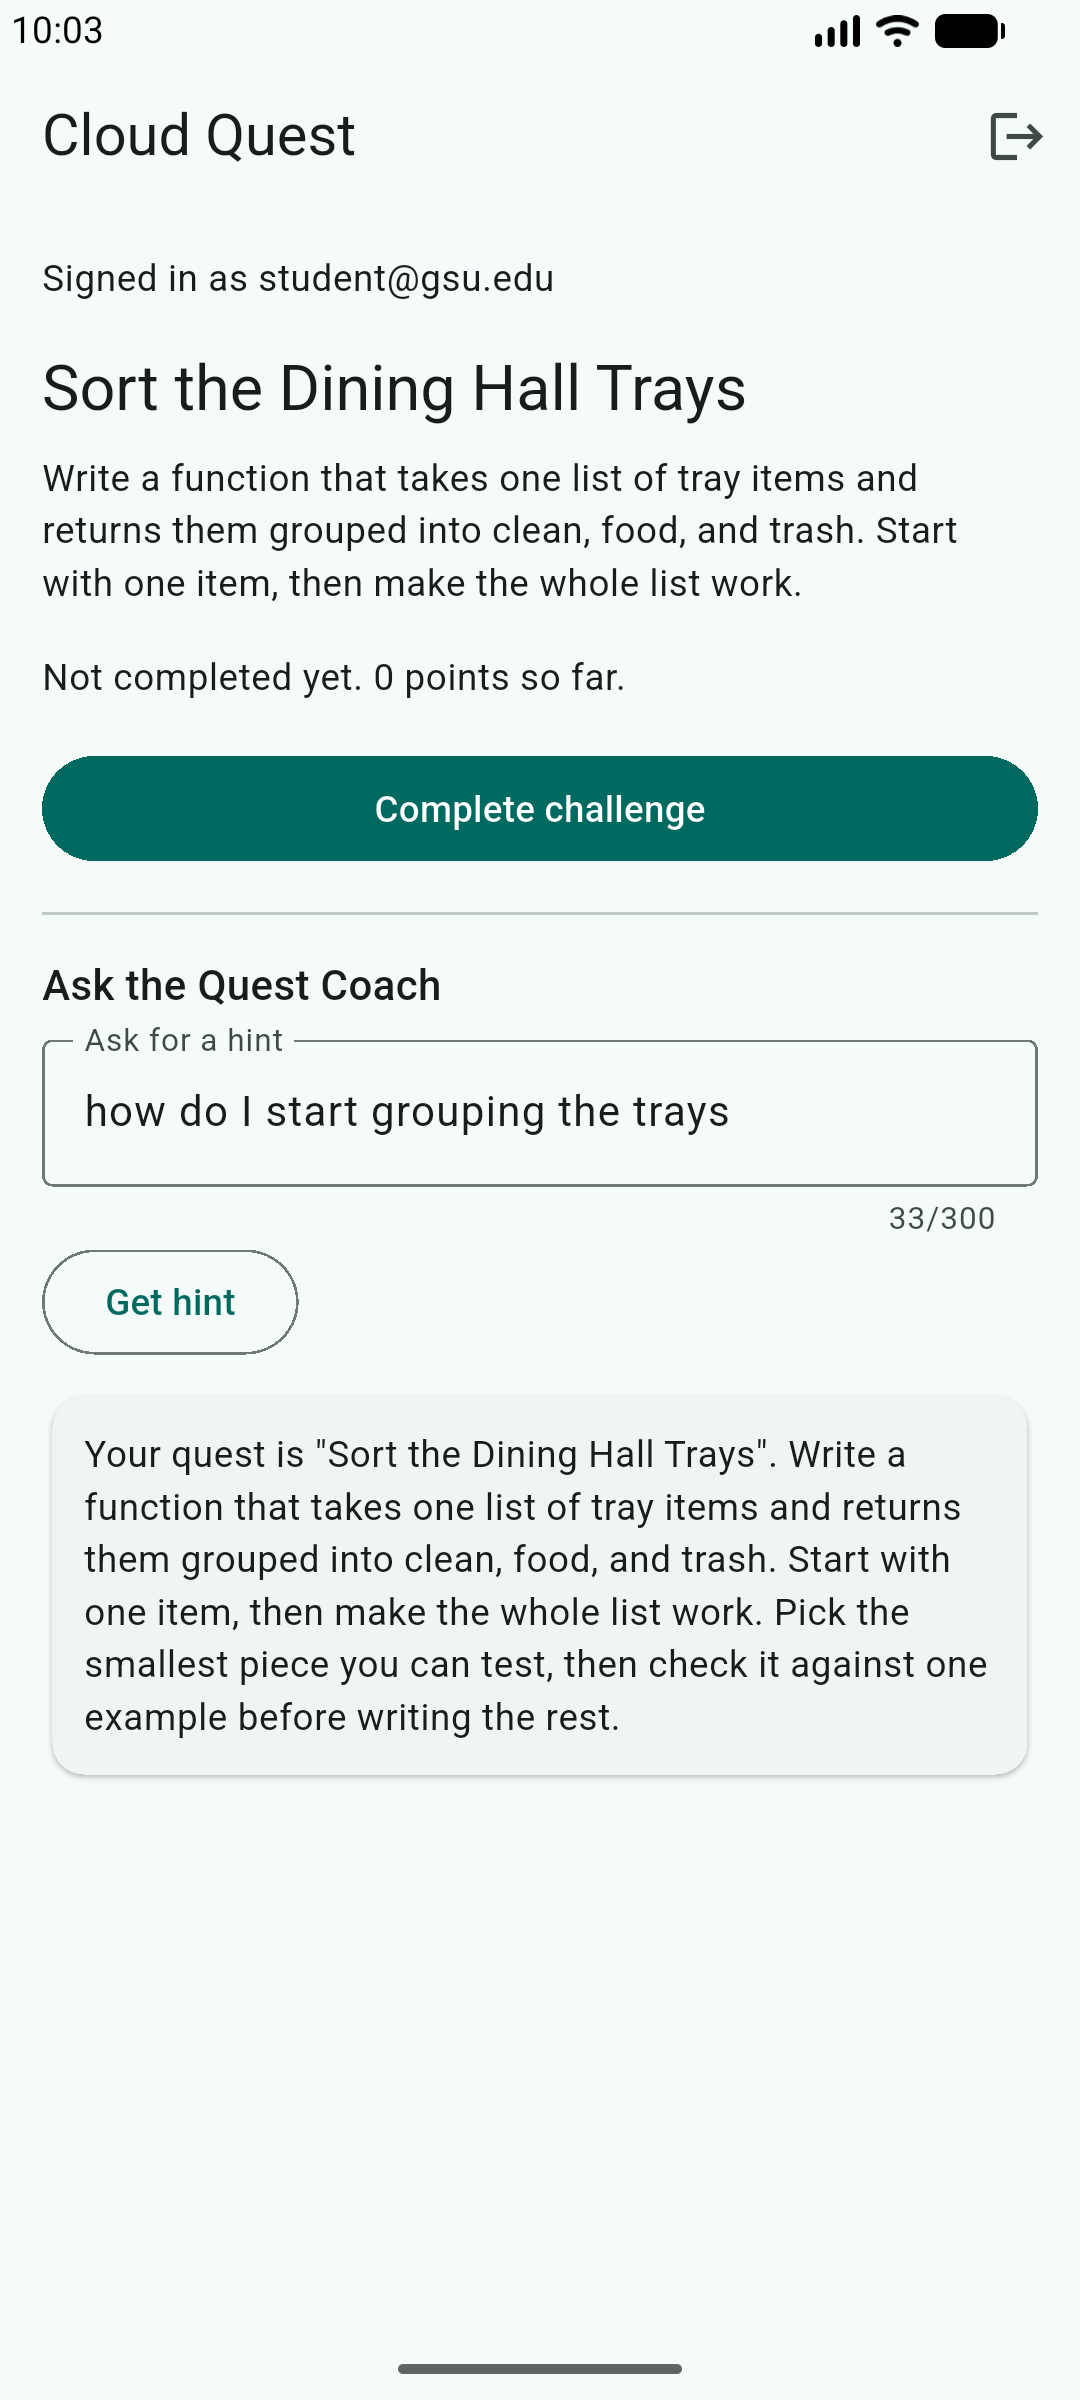 10:03
Cloud Quest
Signed in as student@gsu.edu
Sort the Dining Hall Trays
Write a function that takes one list of tray items and
returns them grouped into clean, food, and trash. Start
with one item, then make the whole list work.
Not completed yet. 0 points so far.
Complete challenge
Ask the Quest Coach
Ask for a hint
how do I start grouping the trays
33/300
Get hint
Your quest is "Sort the Dining Hall Trays". Write a
function that takes one list of tray items and returns
them grouped into clean, food, and trash. Start with
one item, then make the whole list work. Pick the
smallest piece you can test, then check it against one
example before writing the rest.